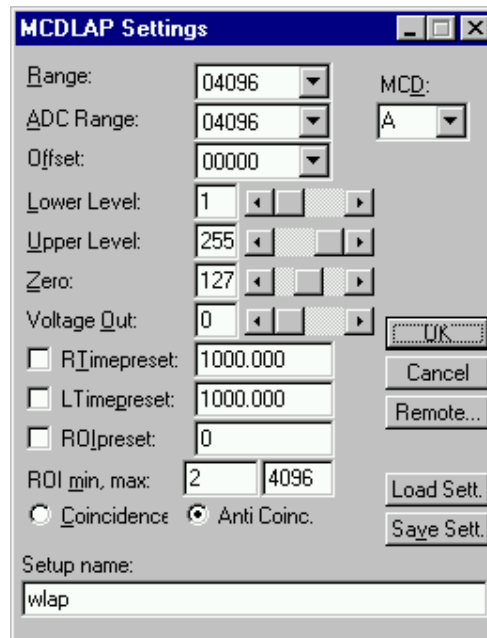 MCDLAP Settings
Range: 04096
MCD:
ADC Range: 04096
A
Offset: 00000
Lower Level: 1
Upper Level: 255
Zero: 127
Voltage Out: 0
OK
RTimepreset: 1000.000
Cancel
LTimepreset: 1000.000
Remote...
ROIpreset: 0
ROI min, max: 2 4096
Load Sett.
Coincidence Anti Coinc.
Save Sett.
Setup name:
wlap